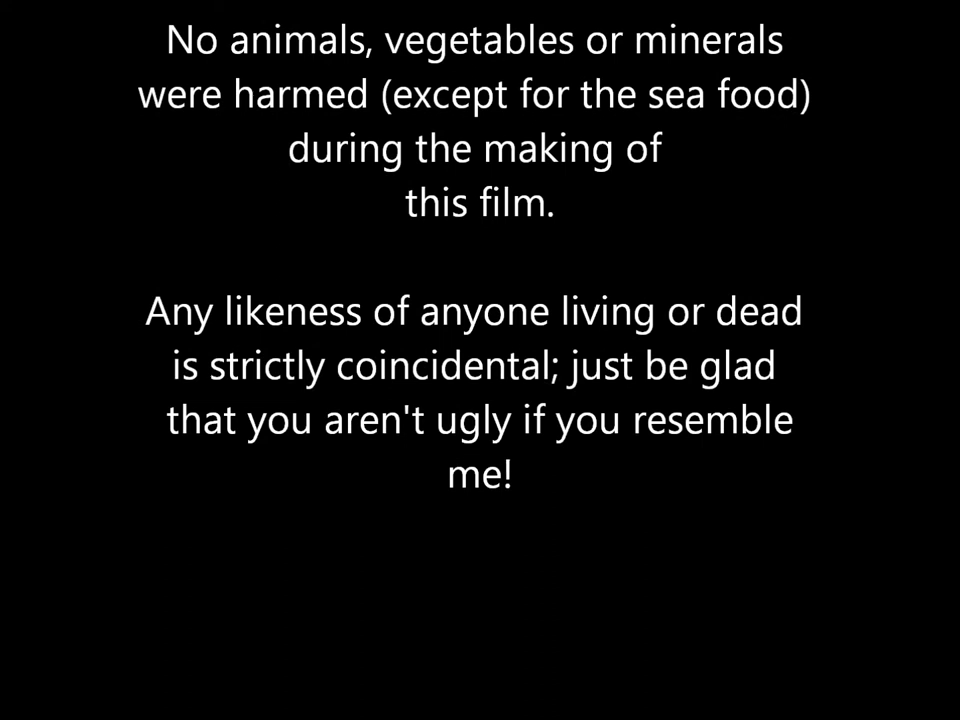 No animals, vegetables or minerals
were harmed (except for the sea food)
during the making of
this film.
Any likeness of anyone living or dead
is strictly coincidental; just be glad
that you aren't ugly if you resemble
me!